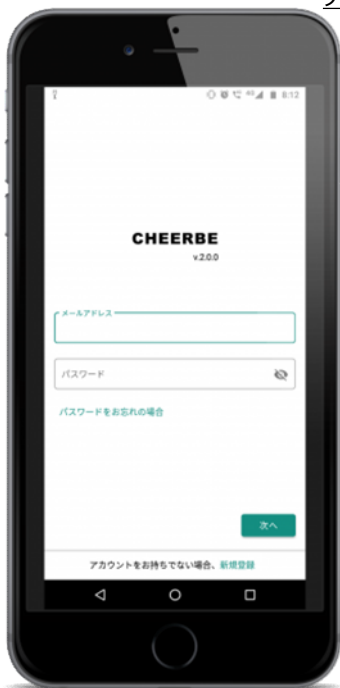 8:12
CHEERBE
v.2.0.0
メールアドレス
パスワード
パスワードをお忘れの場合
次へ
アカウントをお持ちでない場合、新規登録